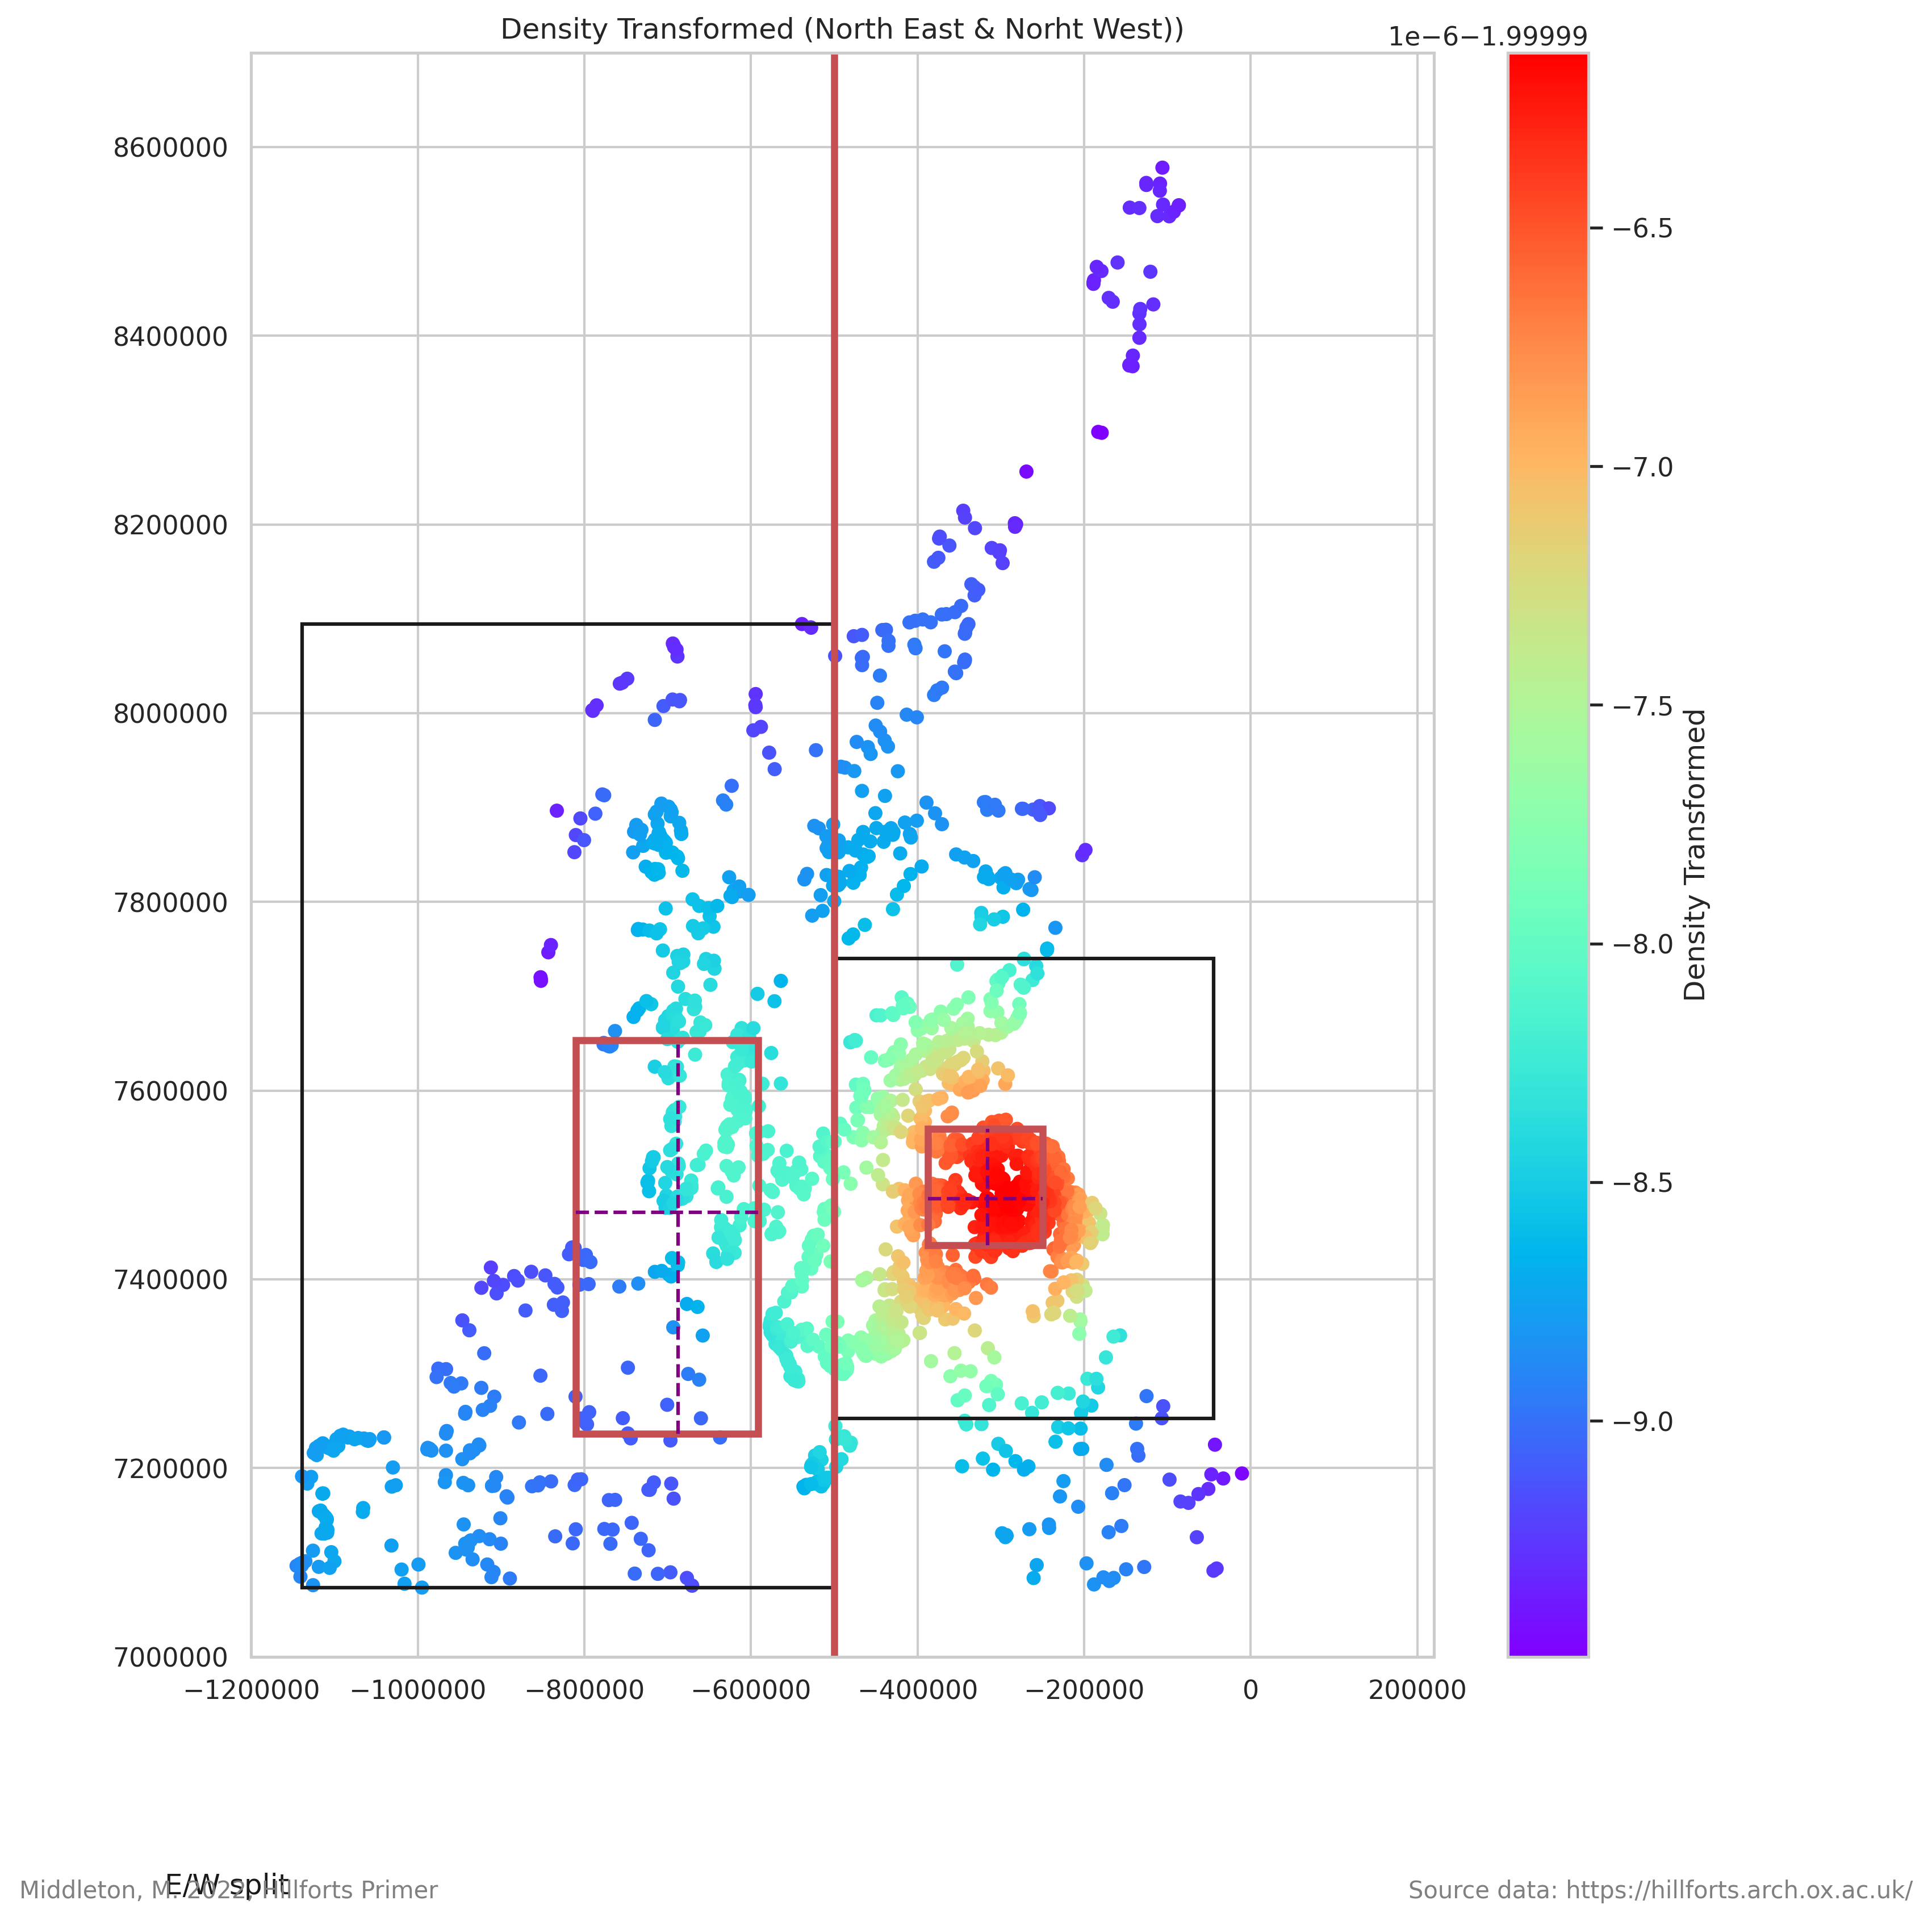 Density Transformed (North East & Norht West))
1e−6−1.99999
8600000
8400000
8200000
8000000
7800000
7600000
7400000
7200000
7000000
−1200000 −1000000 −800000 −600000 −400000 −200000 0 200000
−6.5
−7.0
−7.5
−8.0
−8.5
−9.0
Density Transformed
E/W split
Middleton, M. 2022, Hillforts Primer
Source data: https://hillforts.arch.ox.ac.uk/